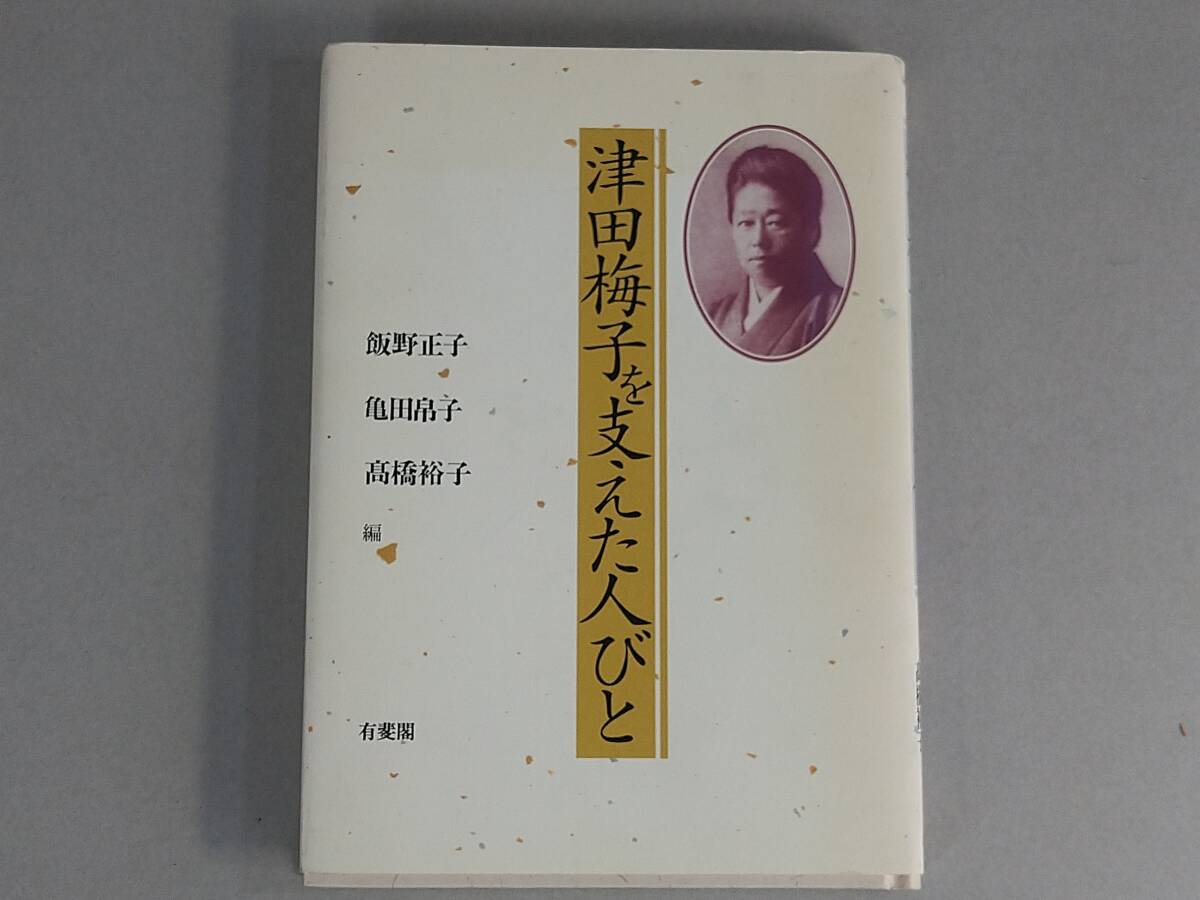 津田梅子を支えた人びと
飯野正子
亀田帛子
髙橋裕子
編
有斐閣